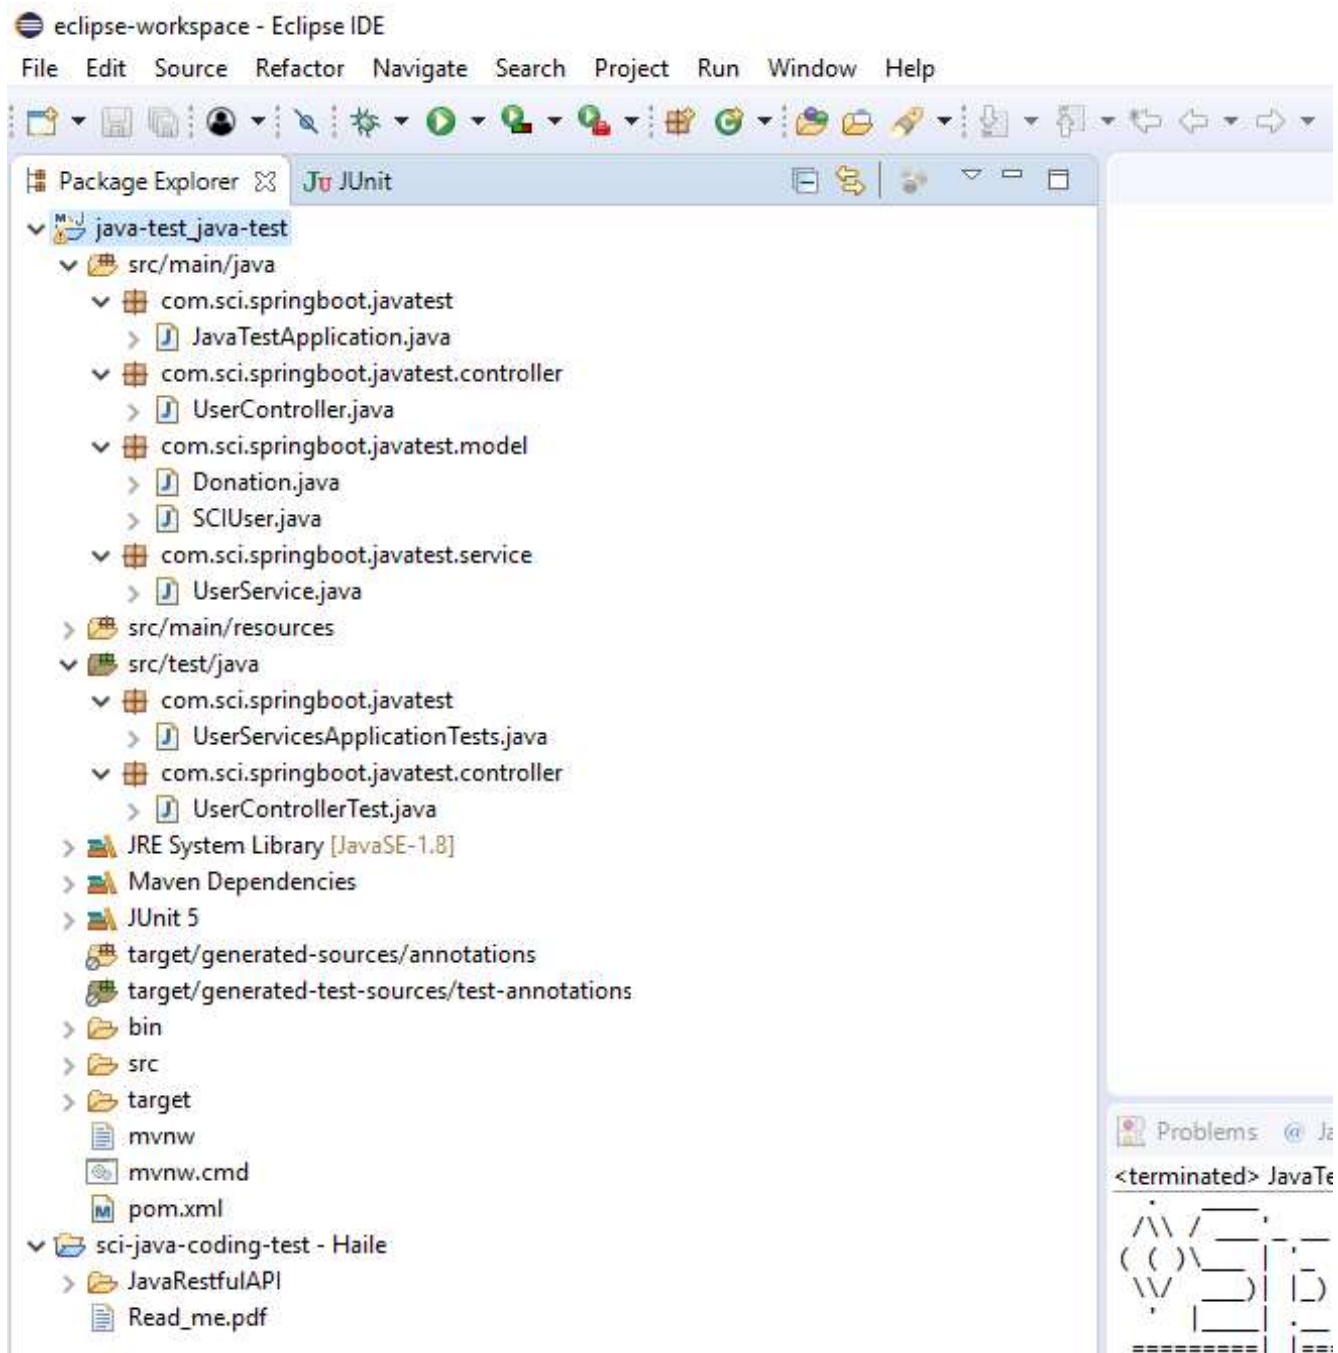 eclipse-workspace - Eclipse IDE
File Edit Source Refactor Navigate Search Project Run Window Help
Package Explorer JUnit
java-test_java-test
src/main/java
com.sci.springboot.javatest
JavaTestApplication.java
com.sci.springboot.javatest.controller
UserController.java
com.sci.springboot.javatest.model
Donation.java
SCIUser.java
com.sci.springboot.javatest.service
UserService.java
src/main/resources
src/test/java
com.sci.springboot.javatest
UserServicesApplicationTests.java
com.sci.springboot.javatest.controller
UserControllerTest.java
JRE System Library [JavaSE-1.8]
Maven Dependencies
JUnit 5
target/generated-sources/annotations
target/generated-test-sources/test-annotations
bin
src
target
mvnw
mvnw.cmd
pom.xml
sci-java-coding-test - Haile
JavaRestfulAPI
Read_me.pdf
Problems @ Ja
<terminated> JavaTe